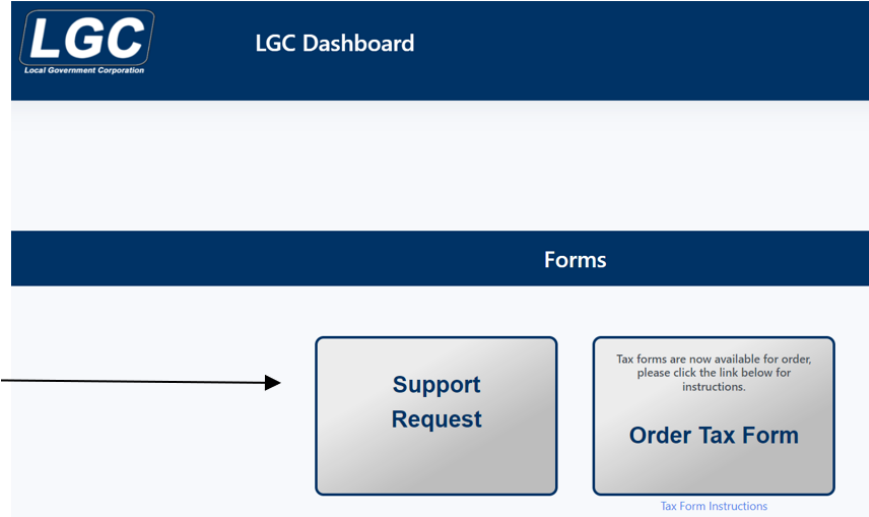 LGC
Local Government Corporation
LGC Dashboard
Forms
Support
Request
Tax forms are now available for order,
please click the link below for
instructions.
Order Tax Form
Tax Form Instructions